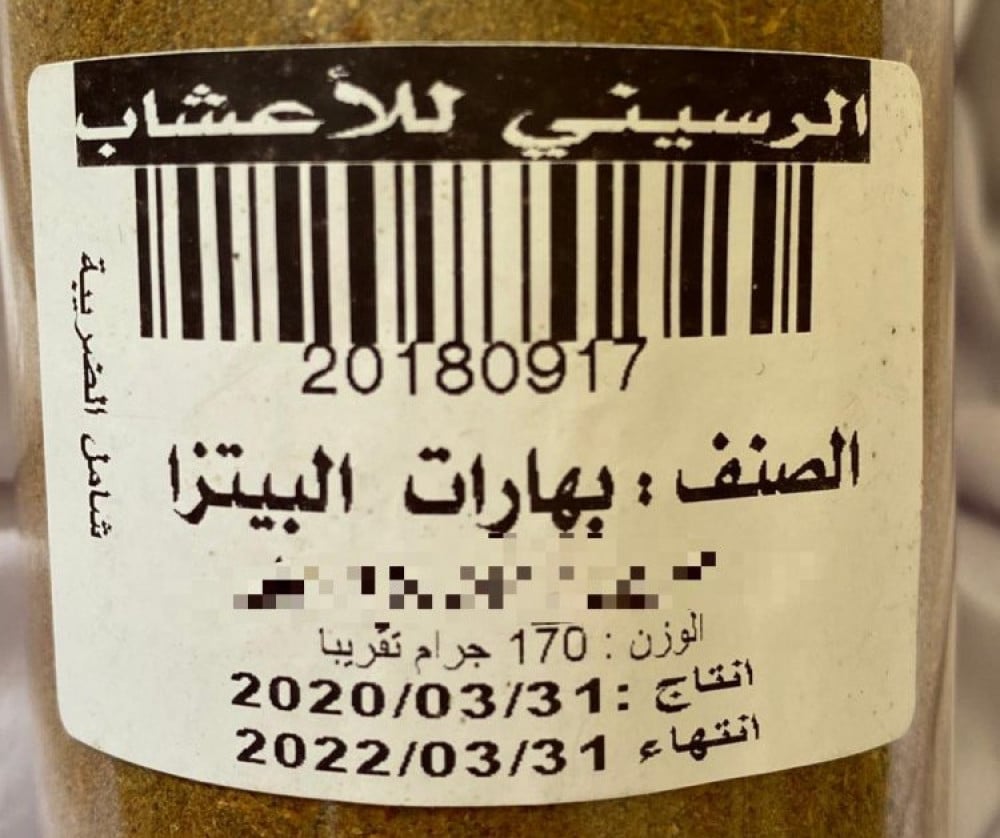 الرسيني للأعشاب
20180917
شامل الضريبة
الصنف : بهارات البيتزا
الوزن : 170 جرام تقريبا
انتاج :2020/03/31
انتهاء 2022/03/31